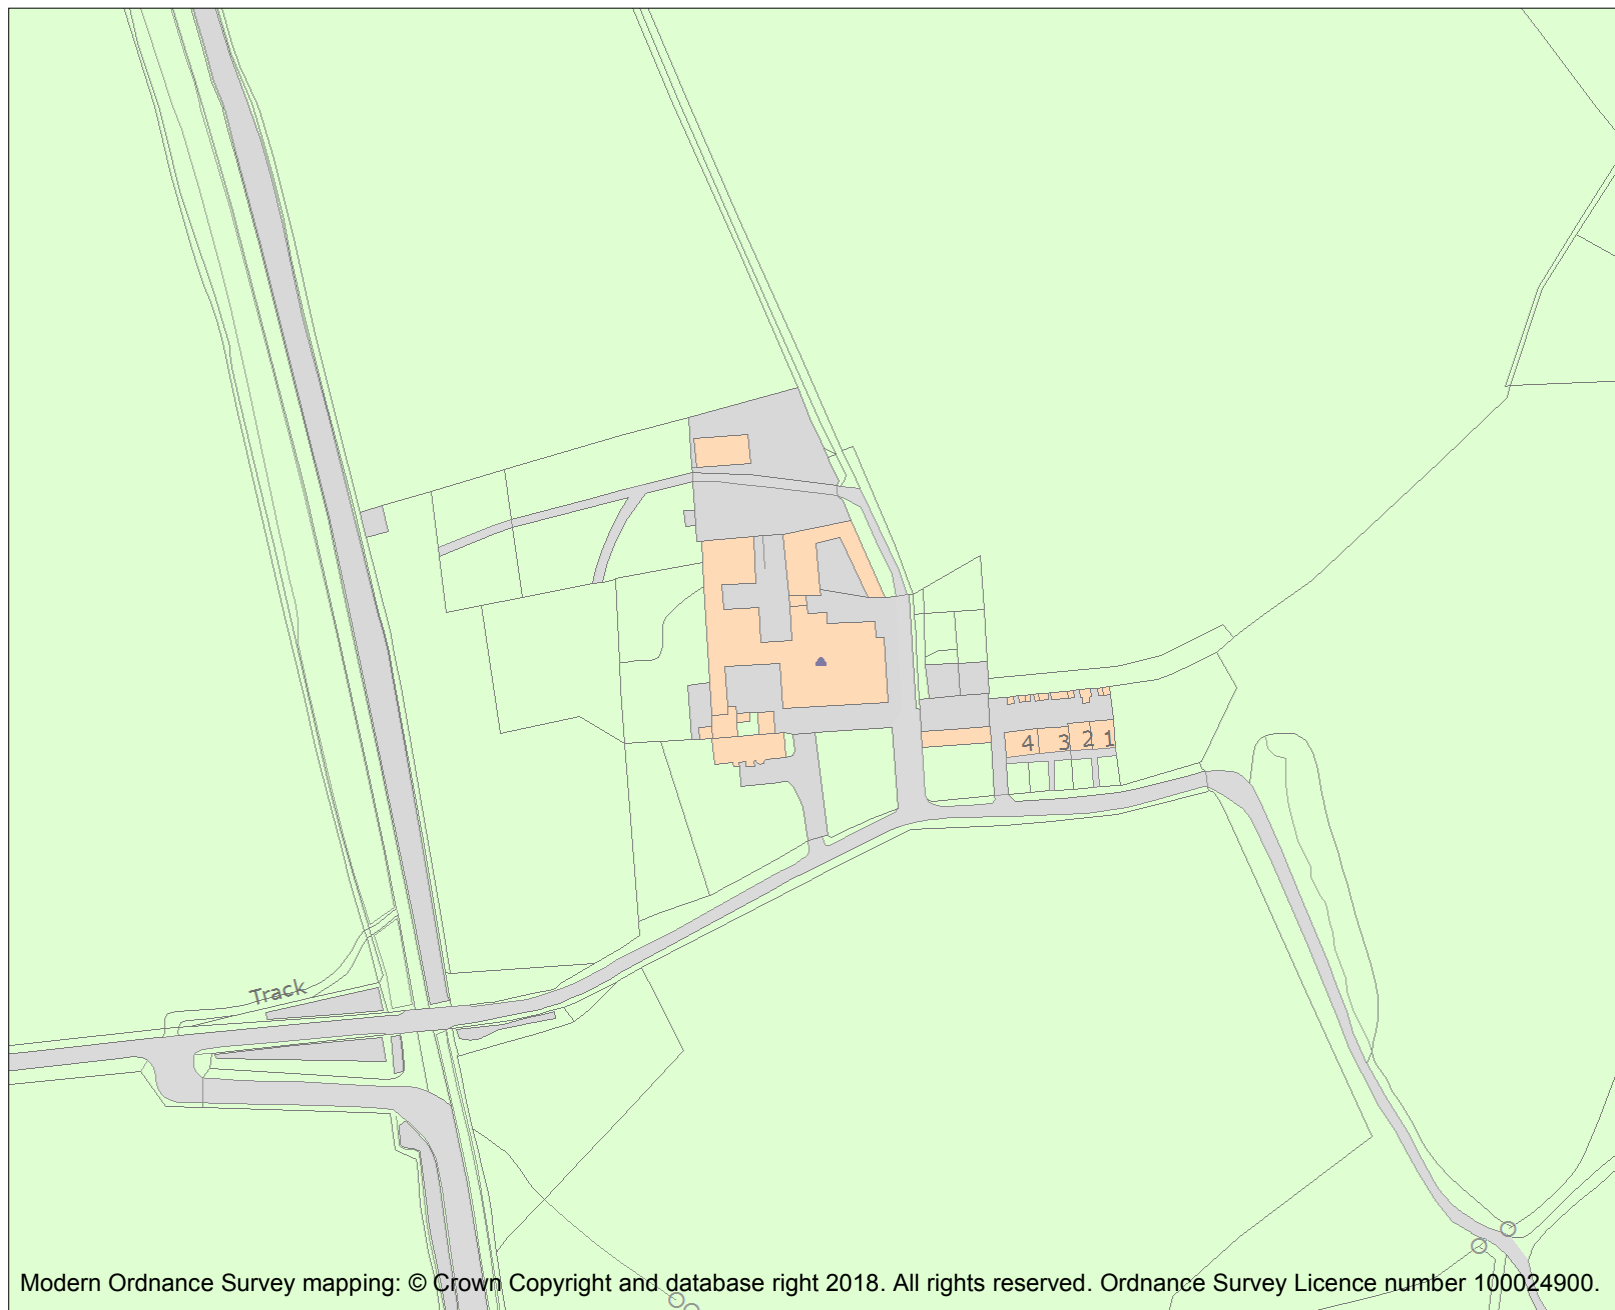 4 3 2 1
Track
Modern Ordnance Survey mapping: © Crown Copyright and database right 2018. All rights reserved. Ordnance Survey Licence number 100024900.